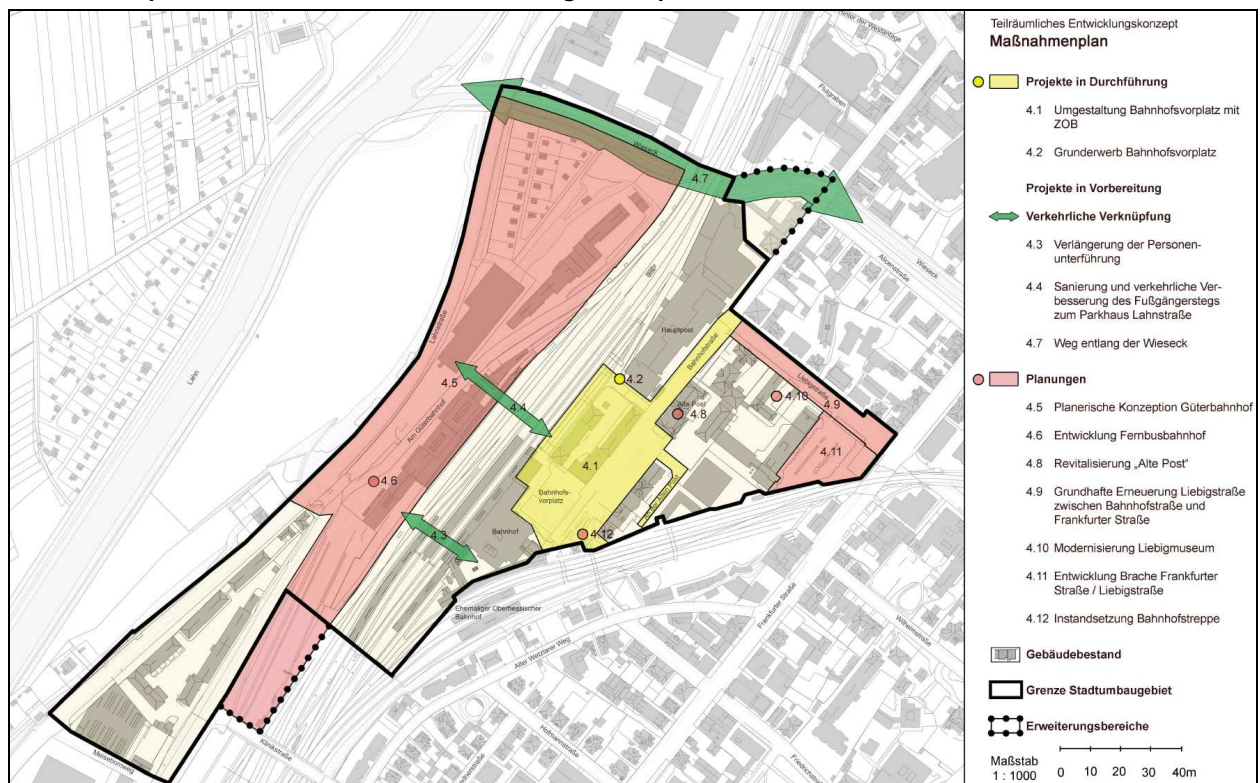 Teilräumliches Entwicklungskonzept
Maßnahmenplan
Projekte in Durchführung
4.1 Umgestaltung Bahnhofsvorplatz mit
ZOB
4.2 Grunderwerb Bahnhofsvorplatz
Projekte in Vorbereitung
Verkehrliche Verknüpfung
4.3 Verlängerung der Personen-
unterführung
4.4 Sanierung und verkehrliche Ver-
besserung des Fußgängerstegs
zum Parkhaus Lahnstraße
4.7 Weg entlang der Wieseck
Planungen
4.5 Planerische Konzeption Güterbahnhof
4.6 Entwicklung Fernbusbahnhof
4.8 Revitalisierung „Alte Post“
4.9 Grundhafte Erneuerung Liebigstraße
zwischen Bahnhofstraße und
Frankfurter Straße
4.10 Modernisierung Liebigmuseum
4.11 Entwicklung Brache Frankfurter
Straße / Liebigstraße
4.12 Instandsetzung Bahnhofstreppe
Gebäudebestand
Grenze Stadtumbaugebiet
Erweiterungsbereiche
Maßstab
1 : 1000
0 10 20 40m
Flutgraben
Wieseck
4.7
Wieseck
Alicenstraße
Lahnstraße
Lahn
Hauptpost
Bahnhofstraße
Liebigstraße
4.2
4.5
4.4
Am Güterbahnhof
Alte Post
4.8
4.10
4.9
4.11
4.1
4.6
Bahnhofs-
vorplatz
Bahnhof
4.12
4.3
Ehemaliger Oberhessischer
Bahnhof
Frankfurter Straße
Wilhelmstraße
Alter Wetzlarer Weg
Hofmannstraße
Klinikstraße